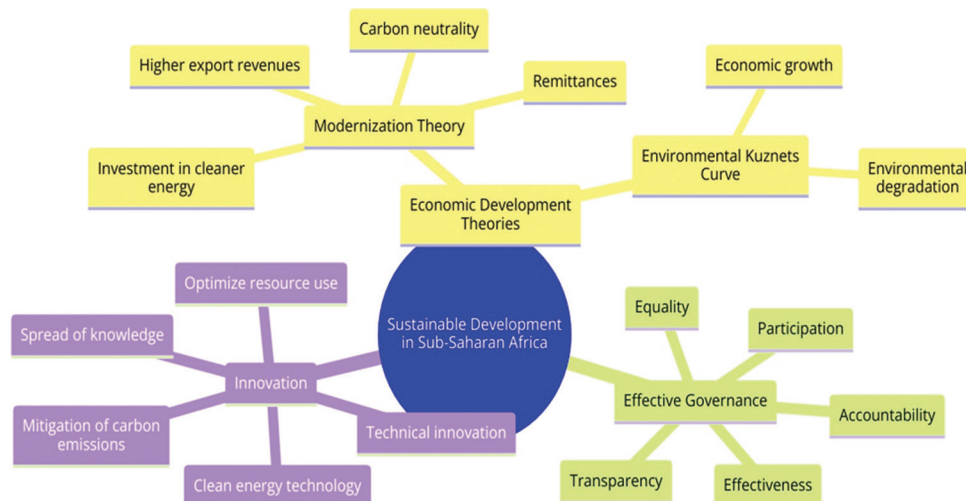 Carbon neutrality
Higher export revenues
Remittances
Modernization Theory
Investment in cleaner
energy
Economic growth
Environmental Kuznets
Curve
Environmental
degradation
Economic Development
Theories
Sustainable Development
in Sub-Saharan Africa
Optimize resource use
Spread of knowledge
Innovation
Mitigation of carbon
emissions
Technical innovation
Clean energy technology
Equality
Participation
Effective Governance
Accountability
Transparency
Effectiveness